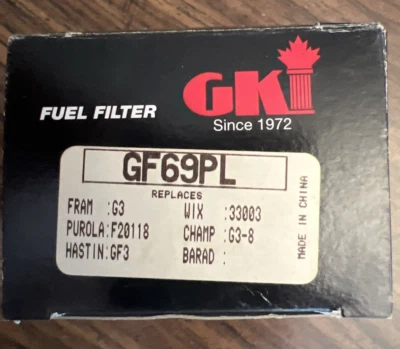 GKI
FUEL FILTER
Since 1972
GF69PL
REPLACES
FRAM :G3 WIX :33003
PUROLA:F20118 CHAMP :G3-8
HASTIN:GF3 BARAD :
MADE IN CHINA